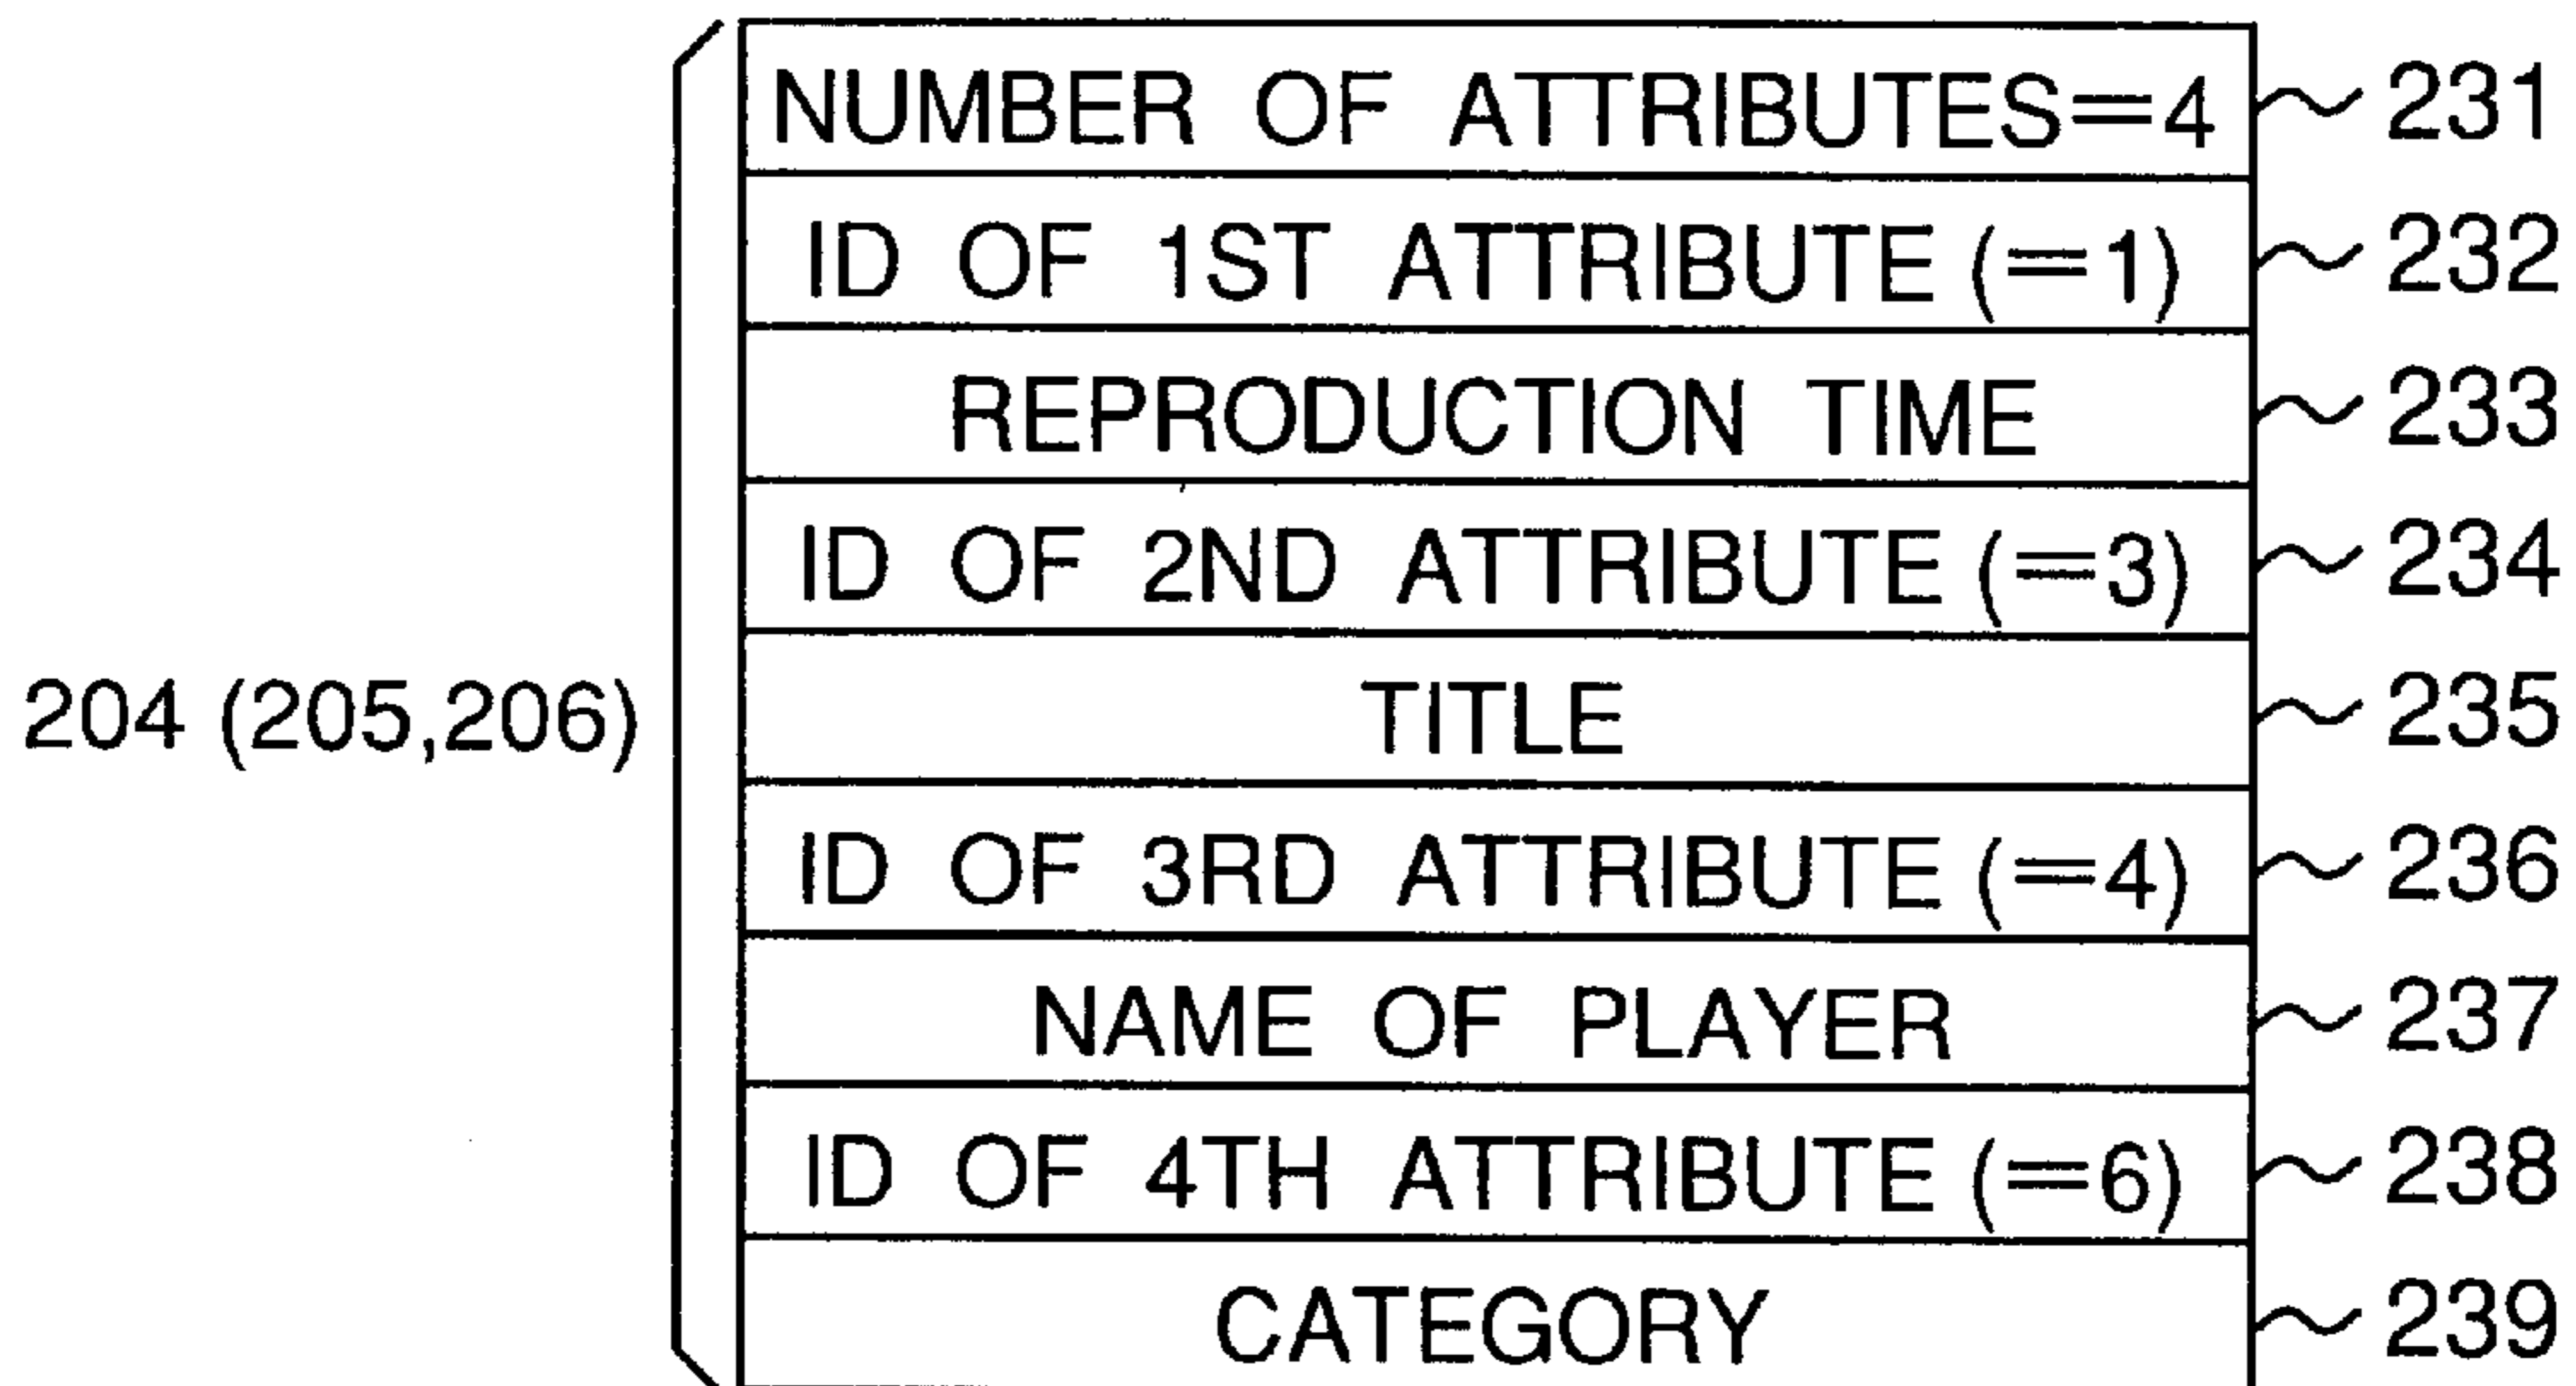 NUMBER OF ATTRIBUTES=4 231
ID OF 1ST ATTRIBUTE (=1) 232
REPRODUCTION TIME 233
ID OF 2ND ATTRIBUTE (=3) 234
204 (205,206) TITLE 235
ID OF 3RD ATTRIBUTE (=4) 236
NAME OF PLAYER 237
ID OF 4TH ATTRIBUTE (=6) 238
CATEGORY 239